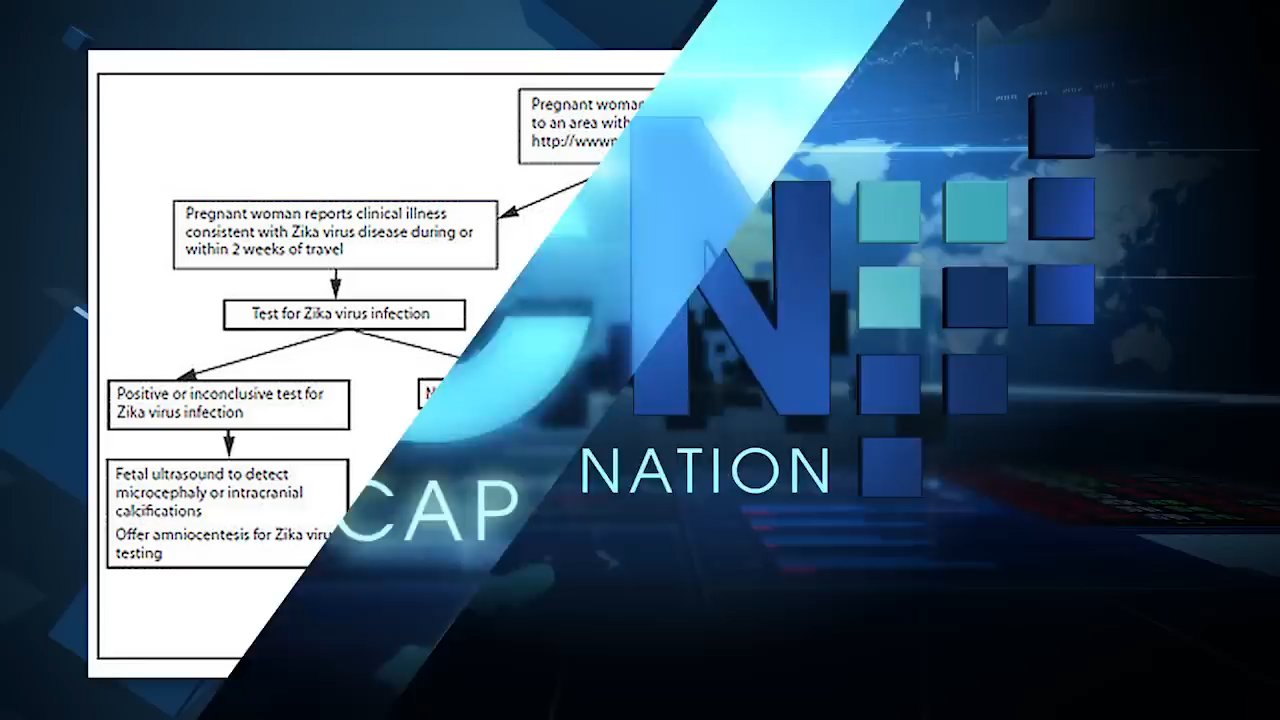 Pregnant woman
to an area with
http://wwwn
Pregnant woman reports clinical illness
consistent with Zika virus disease during or
within 2 weeks of travel
Test for Zika virus infection
Positive or inconclusive test for
Zika virus infection
N
Fetal ultrasound to detect
microcephaly or intracranial
calcifications
Offer amniocentesis for Zika viru
testing
C
N
CAP
NATION